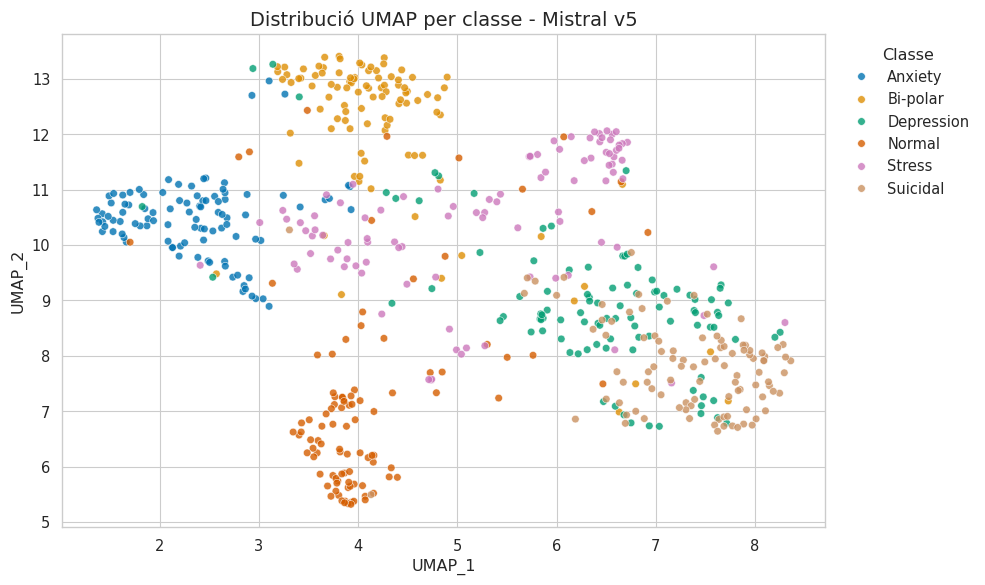 Distribució UMAP per classe - Mistral v5
Classe
Anxiety
Bi-polar
Depression
Normal
Stress
Suicidal
UMAP_2
13
12
11
10
9
8
7
6
5
2 3 4 5 6 7 8
UMAP_1